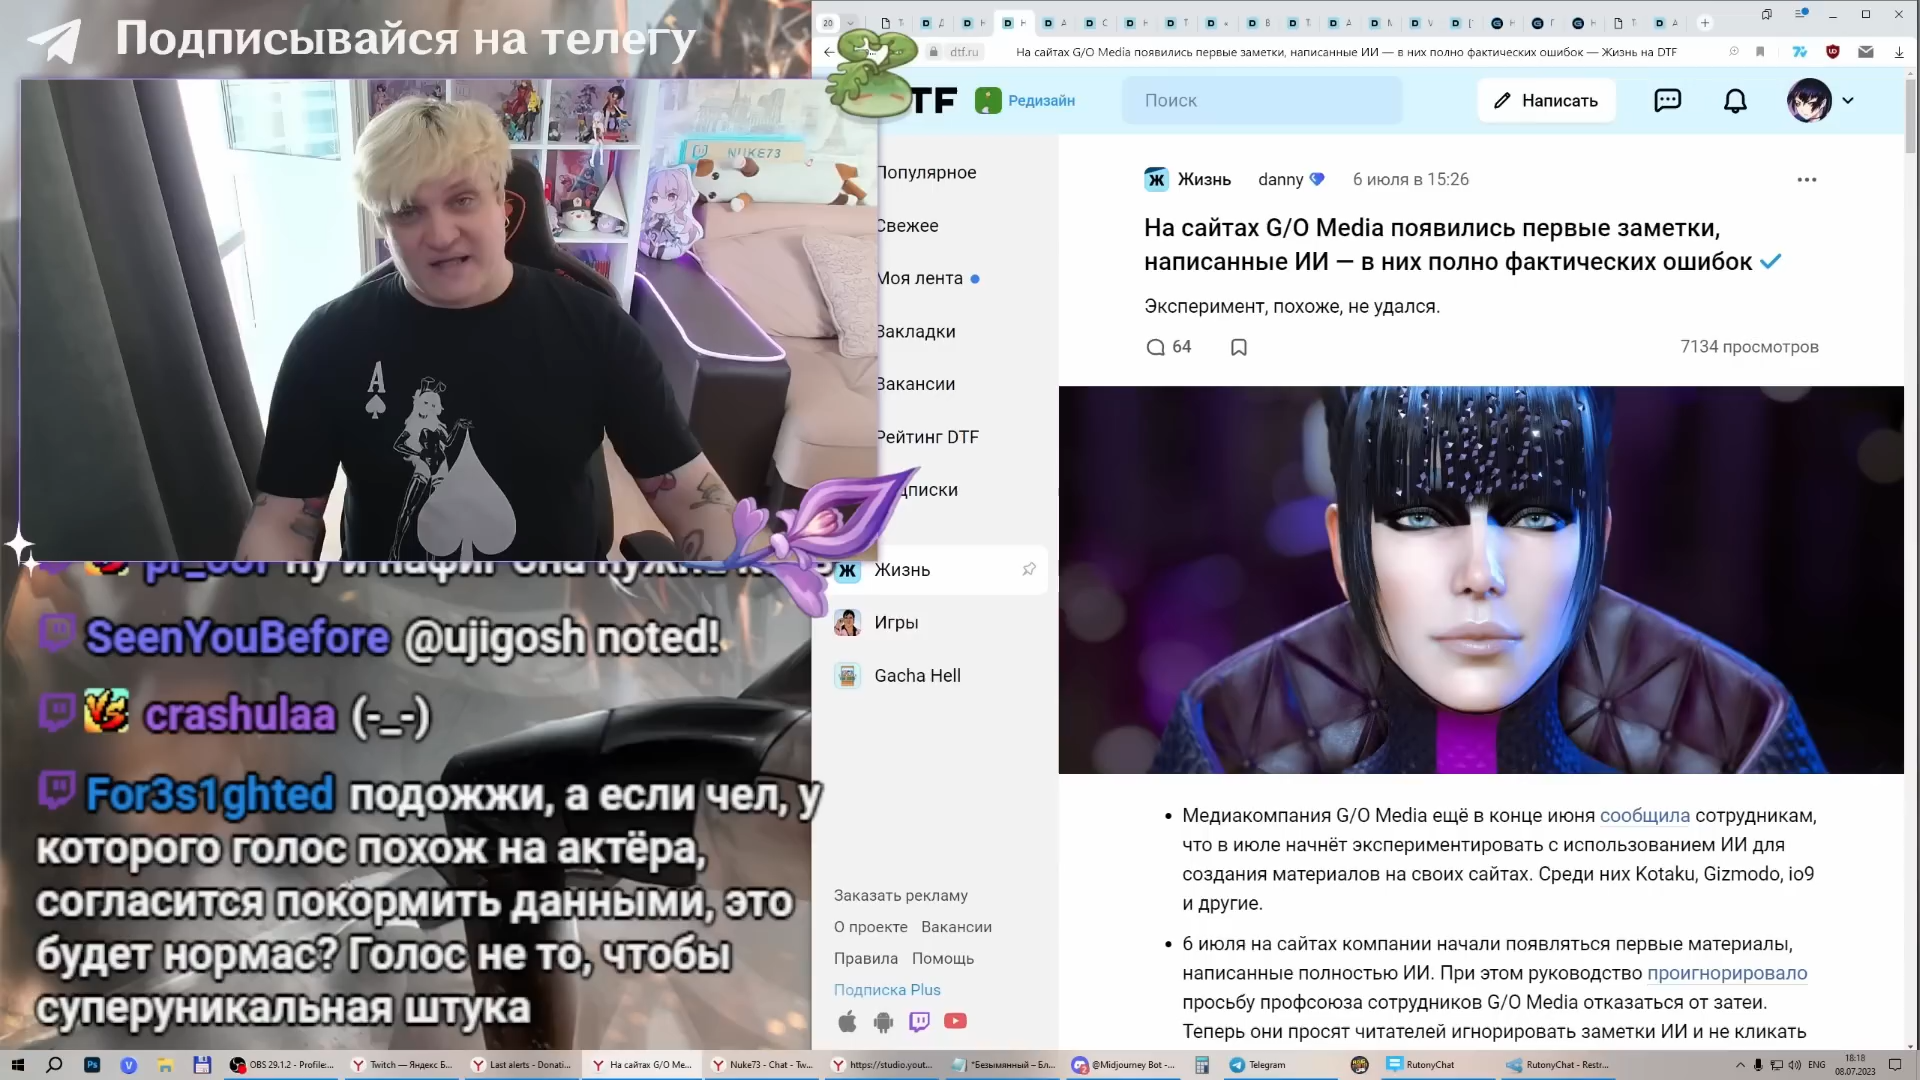 Подписывайся на телегу
NUKE73
A
SeenYouBefore @ujigosh noted!
crashulaa (-_-)
For3s1ghted подожжи, а если чел, у
которого голос похож на актёра,
согласится покормить данными, это
будет нормас? Голос не то, чтобы
суперуникальная штука
20
dtf.ru
На сайтах G/O Media появились первые заметки, написанные ИИ — в них полно фактических ошибок — Жизнь на DTF
TF
Редизайн
Поиск
Написать
Популярное
Свежее
Моя лента
Закладки
Вакансии
Рейтинг DTF
дписки
Жизнь
Игры
Gacha Hell
Заказать рекламу
О проекте Вакансии
Правила Помощь
Подписка Plus
Ж Жизнь danny 6 июля в 15:26
На сайтах G/O Media появились первые заметки,
написанные ИИ — в них полно фактических ошибок
Эксперимент, похоже, не удался.
64
7134 просмотров
• Медиакомпания G/O Media ещё в конце июня сообщила сотрудникам,
что в июле начнёт экспериментировать с использованием ИИ для
создания материалов на своих сайтах. Среди них Kotaku, Gizmodo, io9
и другие.
• 6 июля на сайтах компании начали появляться первые материалы,
написанные полностью ИИ. При этом руководство проигнорировало
просьбу профсоюза сотрудников G/O Media отказаться от затеи.
Теперь они просят читателей игнорировать заметки ИИ и не кликать
OBS 29.1.2 - Profile:...
Twitch — Яндекс Б...
Last alerts - Donati...
На сайтах G/O Me...
Nuke73 - Chat - Tw...
https://studio.yout...
*Безымянный – Бл...
@Midjourney Bot -...
Telegram
RutonyChat
RutonyChat - Restr...
ENG
18:18
08.07.2023